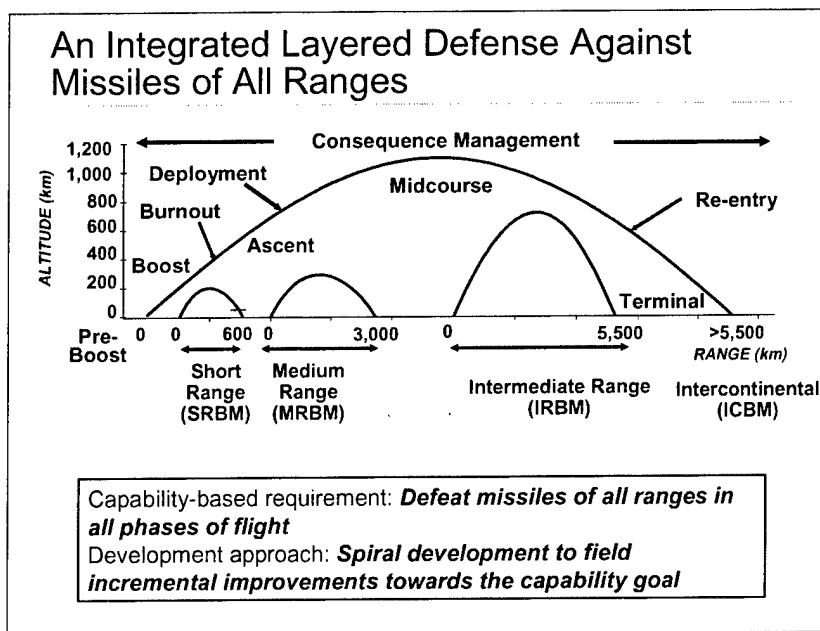 An Integrated Layered Defense Against
Missiles of All Ranges
Consequence Management
1,200
1,000
800
600
400
200
0
ALTITUDE (km)
Deployment
Midcourse
Burnout
Re-entry
Ascent
Boost
Terminal
Pre-
Boost
0 0 600 0 3,000 0 5,500 >5,500
RANGE (km)
Short
Range
(SRBM)
Medium
Range
(MRBM)
Intermediate Range
(IRBM)
Intercontinental
(ICBM)
Capability-based requirement: Defeat missiles of all ranges in
all phases of flight
Development approach: Spiral development to field
incremental improvements towards the capability goal